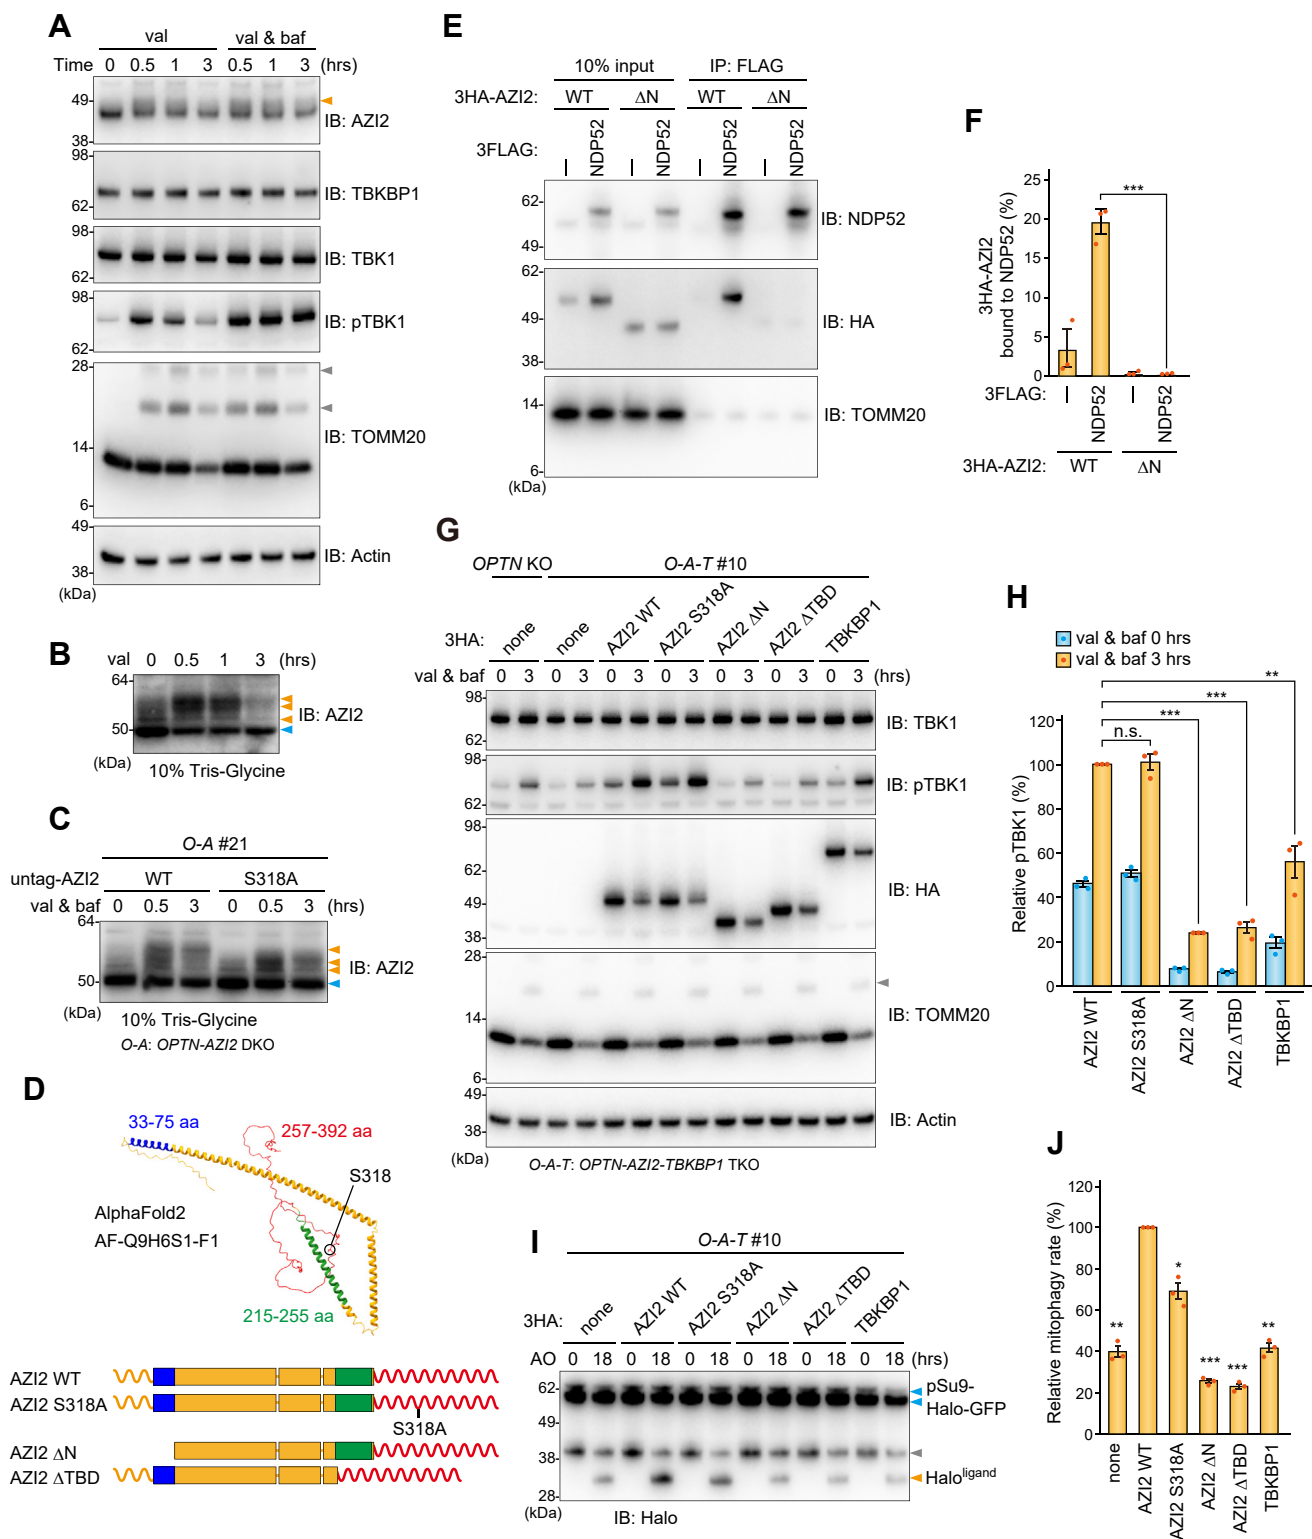 A
val
val & baf
Time 0 0.5 1 3 0.5 1 3 (hrs)
49-
38-
IB: AZI2
98-
62-
IB: TBKBP1
98-
62-
IB: TBK1
98-
62-
IB: pTBK1
28-
14-
6-
IB: TOMM20
49-
38-
IB: Actin
(kDa)
B
val 0 0.5 1 3 (hrs)
64-
50-
IB: AZI2
(kDa)
10% Tris-Glycine
C
O-A #21
untag-AZI2 WT S318A
val & baf 0 0.5 3 0 0.5 3 (hrs)
64-
50-
IB: AZI2
(kDa)
10% Tris-Glycine
O-A: OPTN-AZI2 DKO
D
33-75 aa
257-392 aa
S318
AlphaFold2
AF-Q9H6S1-F1
215-255 aa
AZI2 WT
AZI2 S318A
S318A
AZI2 ΔN
AZI2 ΔTBD
E
10% input IP: FLAG
3HA-AZI2: WT ΔN WT ΔN
3FLAG: — NDP52 — NDP52 — NDP52 — NDP52
62-
49-
IB: NDP52
62-
49-
38-
IB: HA
14-
6-
IB: TOMM20
(kDa)
F
3HA-AZI2
bound to NDP52 (%)
25
20
15
10
5
0
***
3FLAG: — NDP52 — NDP52
3HA-AZI2: WT ΔN
G
OPTN KO O-A-T #10
3HA: none none AZI2 WT AZI2 S318A AZI2 ΔN AZI2 ΔTBD TBKBP1
val & baf 0 3 0 3 0 3 0 3 0 3 0 3 0 3 (hrs)
98-
62-
IB: TBK1
98-
62-
IB: pTBK1
98-
62-
49-
38-
IB: HA
28-
14-
6-
IB: TOMM20
49-
38-
IB: Actin
(kDa)
O-A-T: OPTN-AZI2-TBKBP1 TKO
H
val & baf 0 hrs
val & baf 3 hrs
Relative pTBK1 (%)
120
100
80
60
40
20
0
**
***
***
n.s.
AZI2 WT
AZI2 S318A
AZI2 ΔN
AZI2 ΔTBD
TBKBP1
I
O-A-T #10
3HA: none AZI2 WT AZI2 S318A AZI2 ΔN AZI2 ΔTBD TBKBP1
AO 0 18 0 18 0 18 0 18 0 18 0 18 (hrs)
62-
49-
38-
28-
pSu9-
Halo-GFP
Haloligand
(kDa)
IB: Halo
J
Relative mitophagy rate (%)
120
100
80
60
40
20
0
**
*
***
***
**
none
AZI2 WT
AZI2 S318A
AZI2 ΔN
AZI2 ΔTBD
TBKBP1